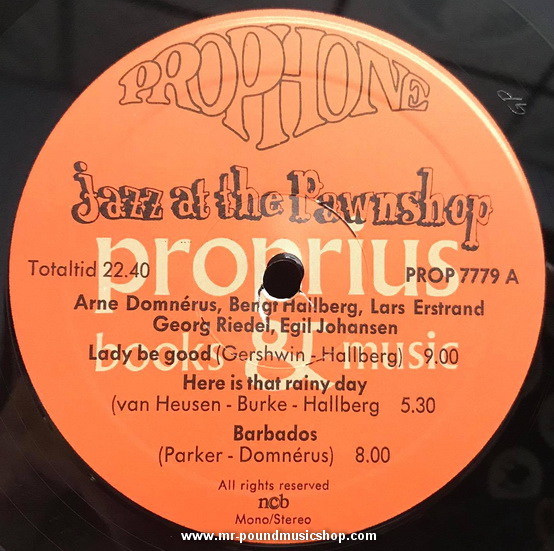 PROPHONE
jazz at the Pawnshop
proprius
Totaltid 22.40
PROP 7779 A
Arne Domnérus, Bengt Hallberg, Lars Erstrand
Georg Riedel, Egil Johansen
books & music
Lady be good (Gershwin - Hallberg) 9.00
Here is that rainy day
(van Heusen - Burke - Hallberg 5.30
Barbados
(Parker - Domnérus) 8.00
All rights reserved
ncb
Mono/Stereo
www.mr-poundmusicshop.com